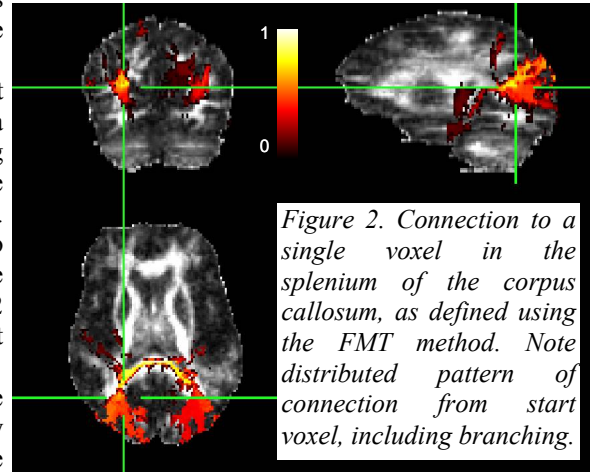 1
0
Figure 2. Connection to a
single voxel in the
splenium of the corpus
callosum, as defined using
the FMT method. Note
distributed pattern of
connection from start
voxel, including branching.